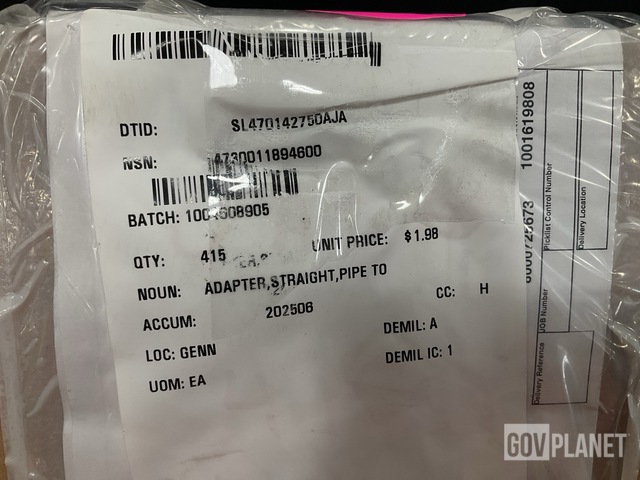 DTID: SL470142750AJA
NSN: 4730011894600
BATCH:
QTY: 415
UNIT PRICE: $1.98
NOUN: ADAPTER,STRAIGHT,PIPE TO
CC: H
ACCUM: 202506
DEMIL: A
LOC: GENN
DEMIL IC: 1
UOM: EA
1001619808
Picklist Control Number
Delivery Location
JOB Number
Delivery Reference
GOVPLANET